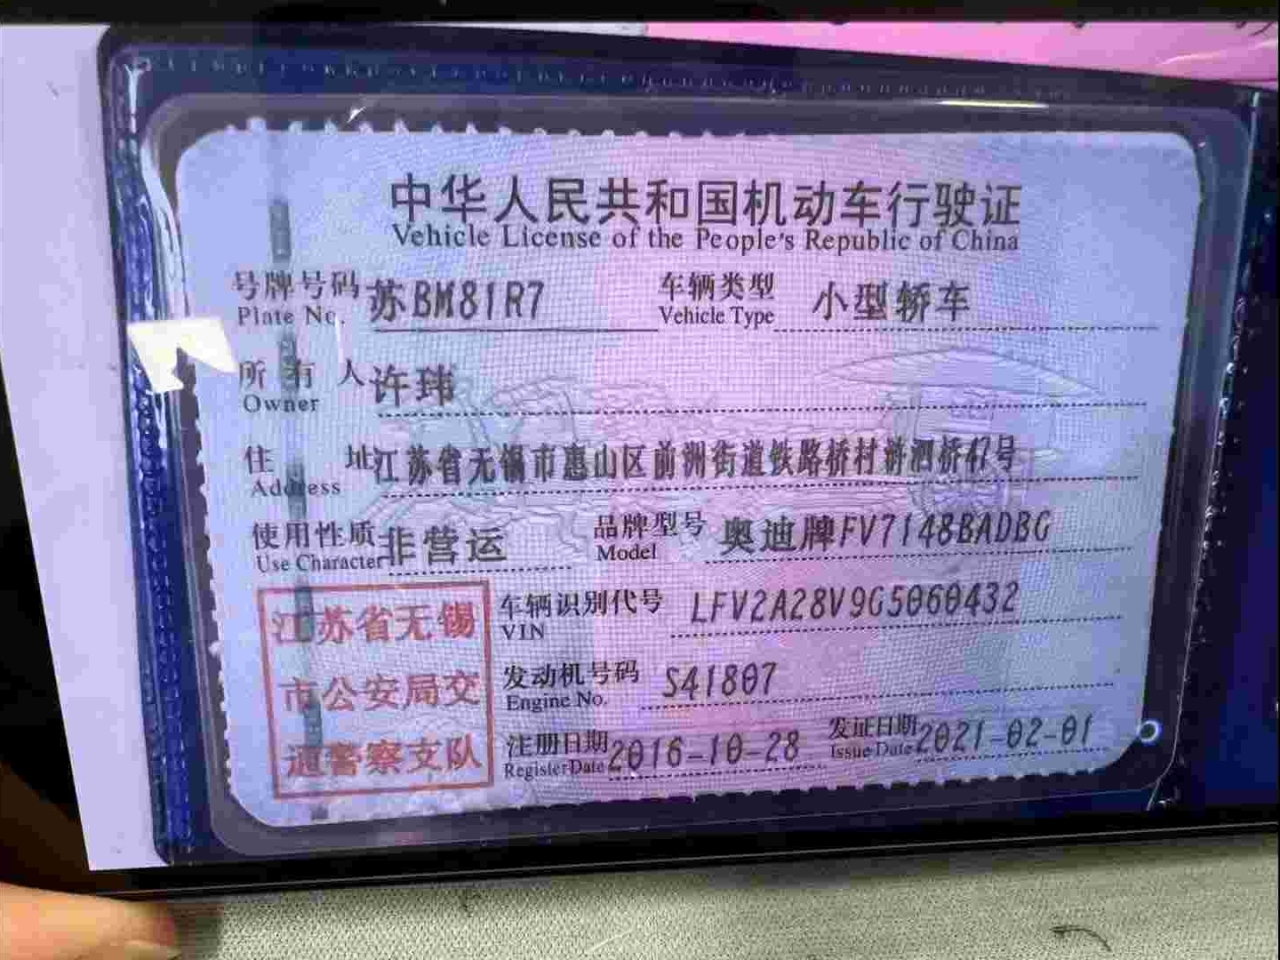 中华人民共和国机动车行驶证
Vehicle License of the People's Republic of China
号牌号码 苏BM81R7 车辆类型 小型轿车
Plate No. Vehicle Type
所有人 许玮
Owner
住址 江苏省无锡市惠山区前洲街道铁路桥村浒泗桥47号
Address
使用性质 非营运 品牌型号 奥迪牌FV7148BADBG
Use Character Model
江苏省无锡
市公安局交
通警察支队
车辆识别代号 LFV2A28V9G5060432
VIN
发动机号码 S41807
Engine No.
注册日期 2016-10-28 发证日期 2021-02-01
Register Date Issue Date